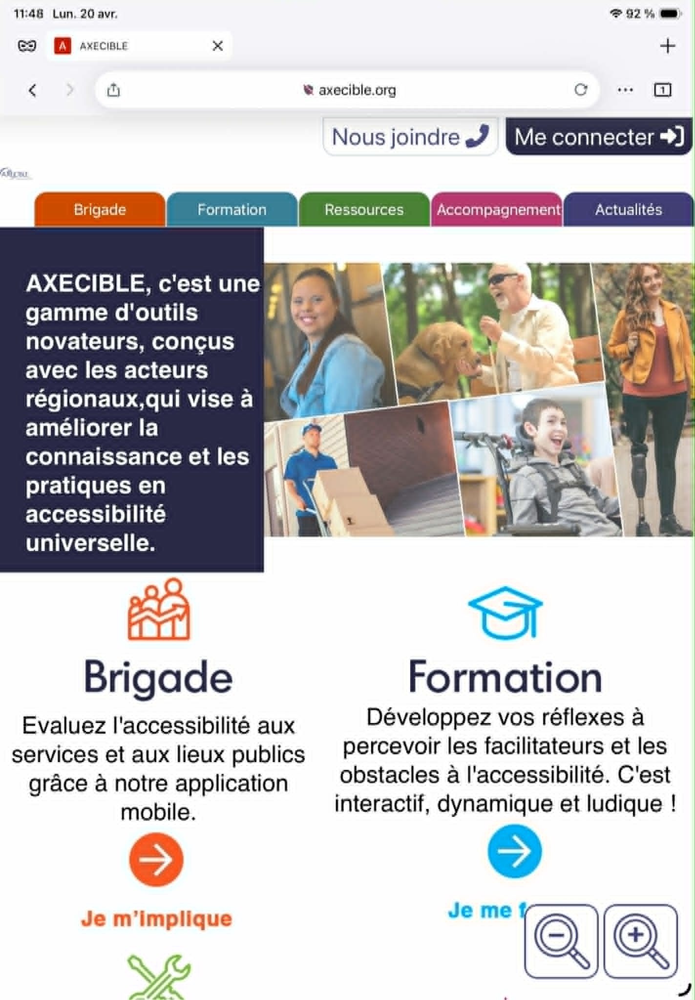 11:48 Lun. 20 avr. 92 %
AXECIBLE
axecible.org
1
Nous joindre Me connecter
AXECIBLE
Brigade Formation Ressources Accompagnement Actualités
AXECIBLE, c'est une
gamme d'outils
novateurs, conçus
avec les acteurs
régionaux,qui vise à
améliorer la
connaissance et les
pratiques en
accessibilité
universelle.
Brigade
Evaluez l'accessibilité aux
services et aux lieux publics
grâce à notre application
mobile.
Je m'implique
Formation
Développez vos réflexes à
percevoir les facilitateurs et les
obstacles à l'accessibilité. C'est
interactif, dynamique et ludique !
Je me f